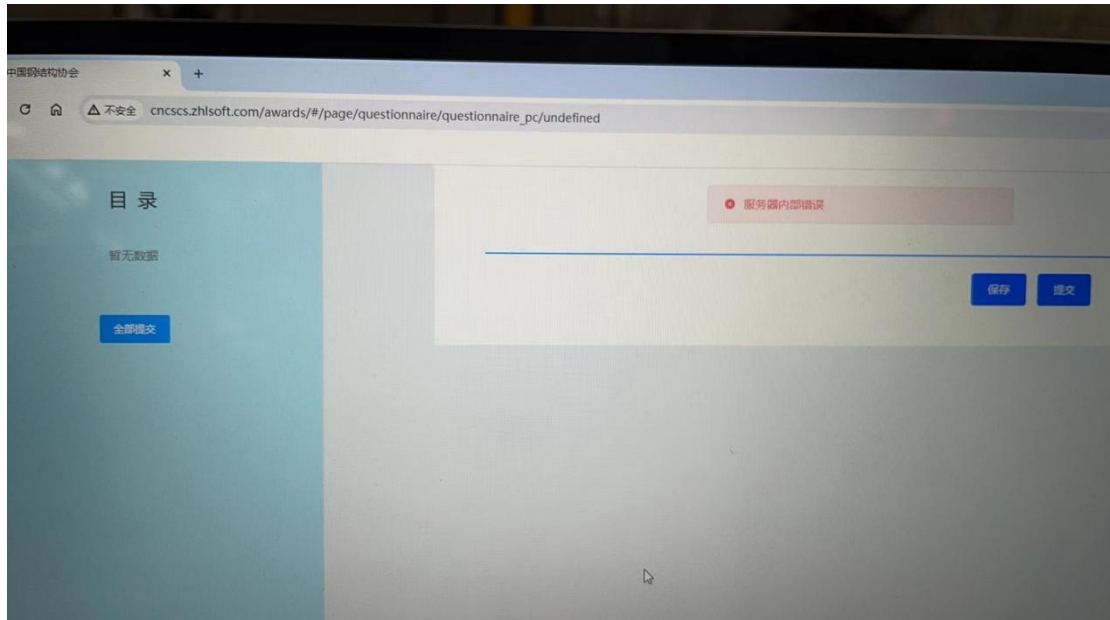 中国钢结构协会
不安全 cncscs.zhlsoft.com/awards/#/page/questionnaire/questionnaire_pc/undefined
目 录
服务器内部错误
暂无数据
保存 提交
全部提交